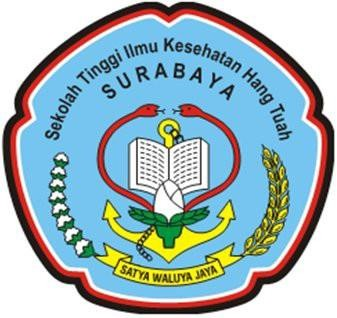 Sekolah Tinggi Ilmu Kesehatan Hang Tuah
SURABAYA
SATYA WALUYA JAYA